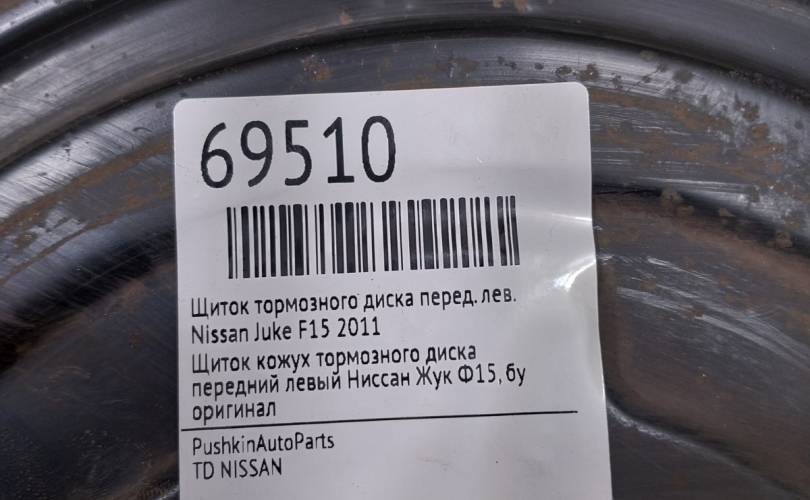 69510
Щиток тормозного диска перед. лев.
Nissan Juke F15 2011
Щиток кожух тормозного диска
передний левый Ниссан Жук Ф15, бу
оригинал
PushkinAutoParts
TD NISSAN